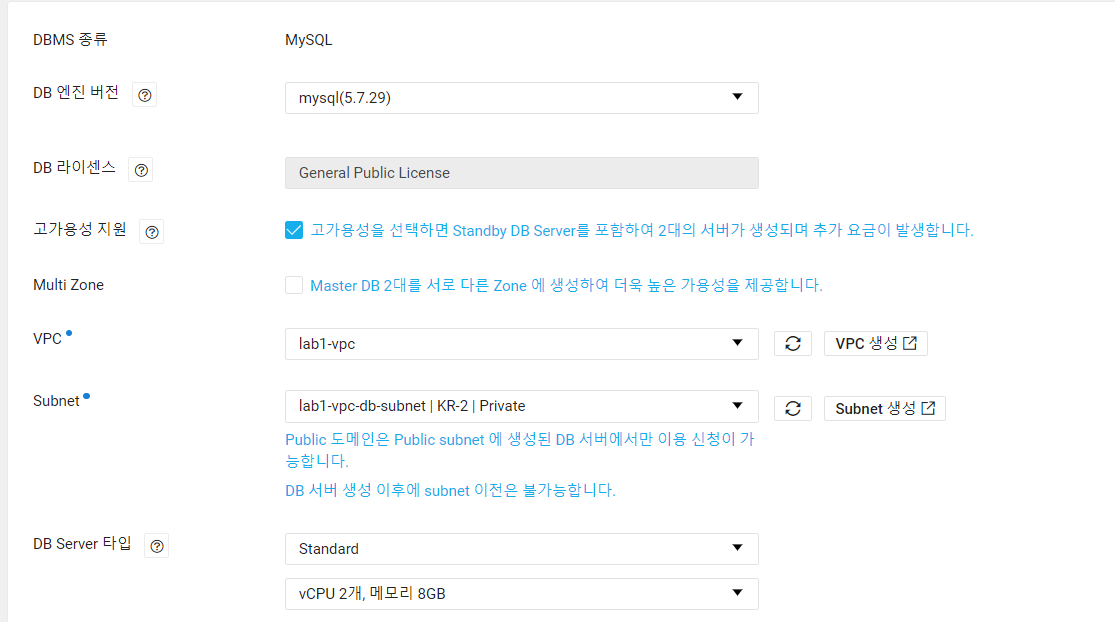 DBMS 종류 MySQL
DB 엔진 버전 ? mysql(5.7.29)
DB 라이센스 ? General Public License
고가용성 지원 ? 고가용성을 선택하면 Standby DB Server를 포함하여 2대의 서버가 생성되며 추가 요금이 발생합니다.
Multi Zone Master DB 2대를 서로 다른 Zone 에 생성하여 더욱 높은 가용성을 제공합니다.
VPC lab1-vpc VPC 생성
Subnet lab1-vpc-db-subnet | KR-2 | Private Subnet 생성
Public 도메인은 Public subnet 에 생성된 DB 서버에서만 이용 신청이 가
능합니다.
DB 서버 생성 이후에 subnet 이전은 불가능합니다.
DB Server 타입 ? Standard
vCPU 2개, 메모리 8GB